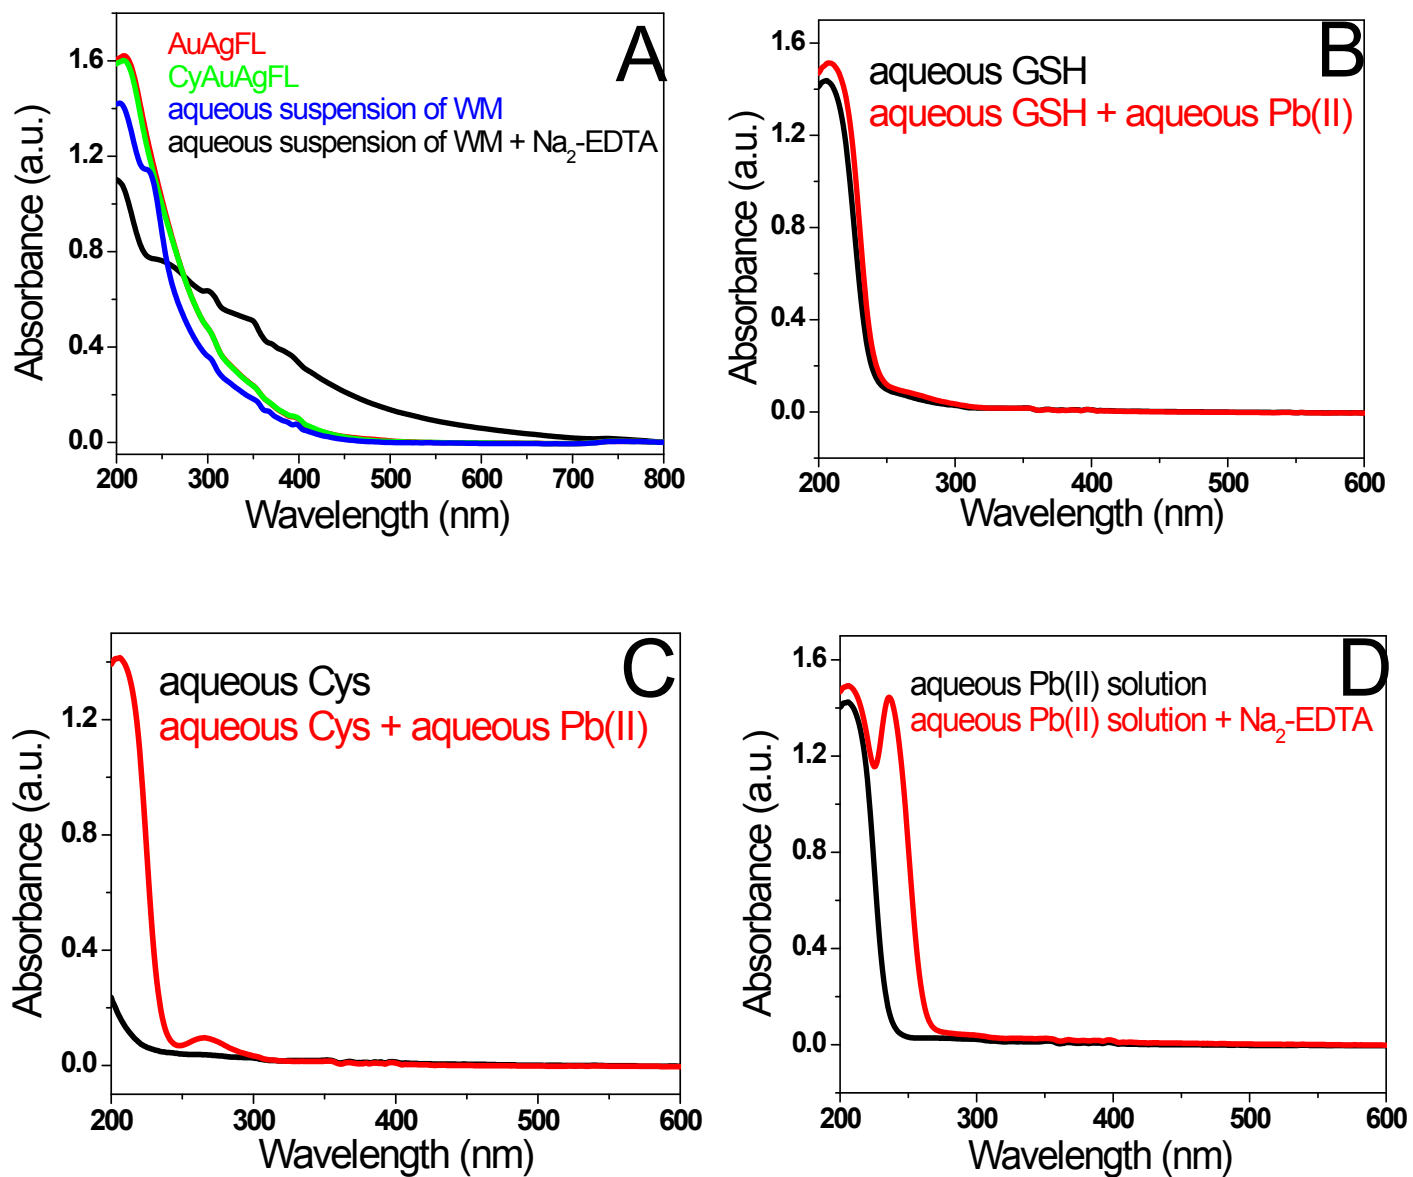 A
AuAgFL
CyAuAgFL
aqueous suspension of WM
aqueous suspension of WM + Na₂-EDTA
1.6
1.2
0.8
0.4
0.0
200 300 400 500 600 700 800
Absorbance (a.u.)
Wavelength (nm)
B
aqueous GSH
aqueous GSH + aqueous Pb(II)
1.6
1.2
0.8
0.4
0.0
200 300 400 500 600
Absorbance (a.u.)
Wavelength (nm)
C
aqueous Cys
aqueous Cys + aqueous Pb(II)
1.2
0.8
0.4
0.0
200 300 400 500 600
Absorbance (a.u.)
Wavelength (nm)
D
aqueous Pb(II) solution
aqueous Pb(II) solution + Na₂-EDTA
1.6
1.2
0.8
0.4
0.0
200 300 400 500 600
Absorbance (a.u.)
Wavelength (nm)